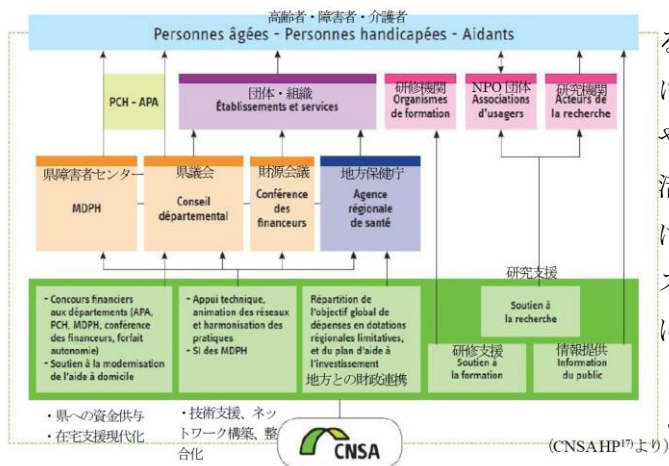 高齢者・障害者・介護者
Personnes âgées - Personnes handicapées - Aidants
PCH - APA
団体・組織
Établissements et services
研修機関
Organismes
de formation
NPO 団体
Associations
d'usagers
研究機関
Acteurs de
la recherche
県障害者センター
MDPH
県議会
Conseil
départemental
財源会議
Conférence
des
financeurs
地方保健庁
Agence
régionale
de santé
- Concours financiers
aux départements (APA,
PCH, MDPH, conférence
des financeurs, forfait
autonomie)
- Soutien à la modernisation
de l'aide à domicile
- Appui technique,
animation des réseaux et
harmonisation des
pratiques
- SI des MDPH
Répartition de
l'objectif global de
dépenses en dotations
régionales limitatives,
et du plan d'aide à
l'investissement
地方との財政連携
研究支援
Soutien à
la recherche
研修支援
Soutien à
la formation
情報提供
Information
du public
・県への資金供与
・在宅支援現代化
・技術支援、ネッ
トワーク構築、整
合化
CNSA
(CNSAHP17)より)
る
や